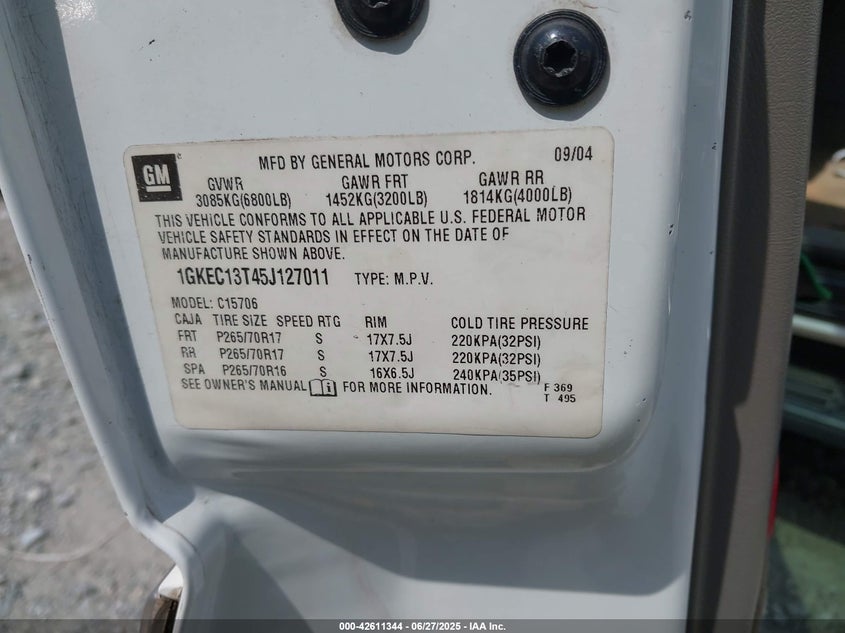 GM
MFD BY GENERAL MOTORS CORP. 09/04
GVWR GAWR FRT GAWR RR
3085KG(6800LB) 1452KG(3200LB) 1814KG(4000LB)
THIS VEHICLE CONFORMS TO ALL APPLICABLE U.S. FEDERAL MOTOR
VEHICLE SAFETY STANDARDS IN EFFECT ON THE DATE OF
MANUFACTURE SHOWN ABOVE.
1GKEC13T45J127011 TYPE: M.P.V.
MODEL: C15706
CAJA TIRE SIZE SPEED RTG RIM COLD TIRE PRESSURE
FRT P265/70R17 S 17X7.5J 220KPA(32PSI)
RR P265/70R17 S 17X7.5J 220KPA(32PSI)
SPA P265/70R16 S 16X6.5J 240KPA(35PSI)
SEE OWNER'S MANUAL i FOR MORE INFORMATION. F 369
T 495
000-42611344 | 06/27/2025 - IAA Inc.